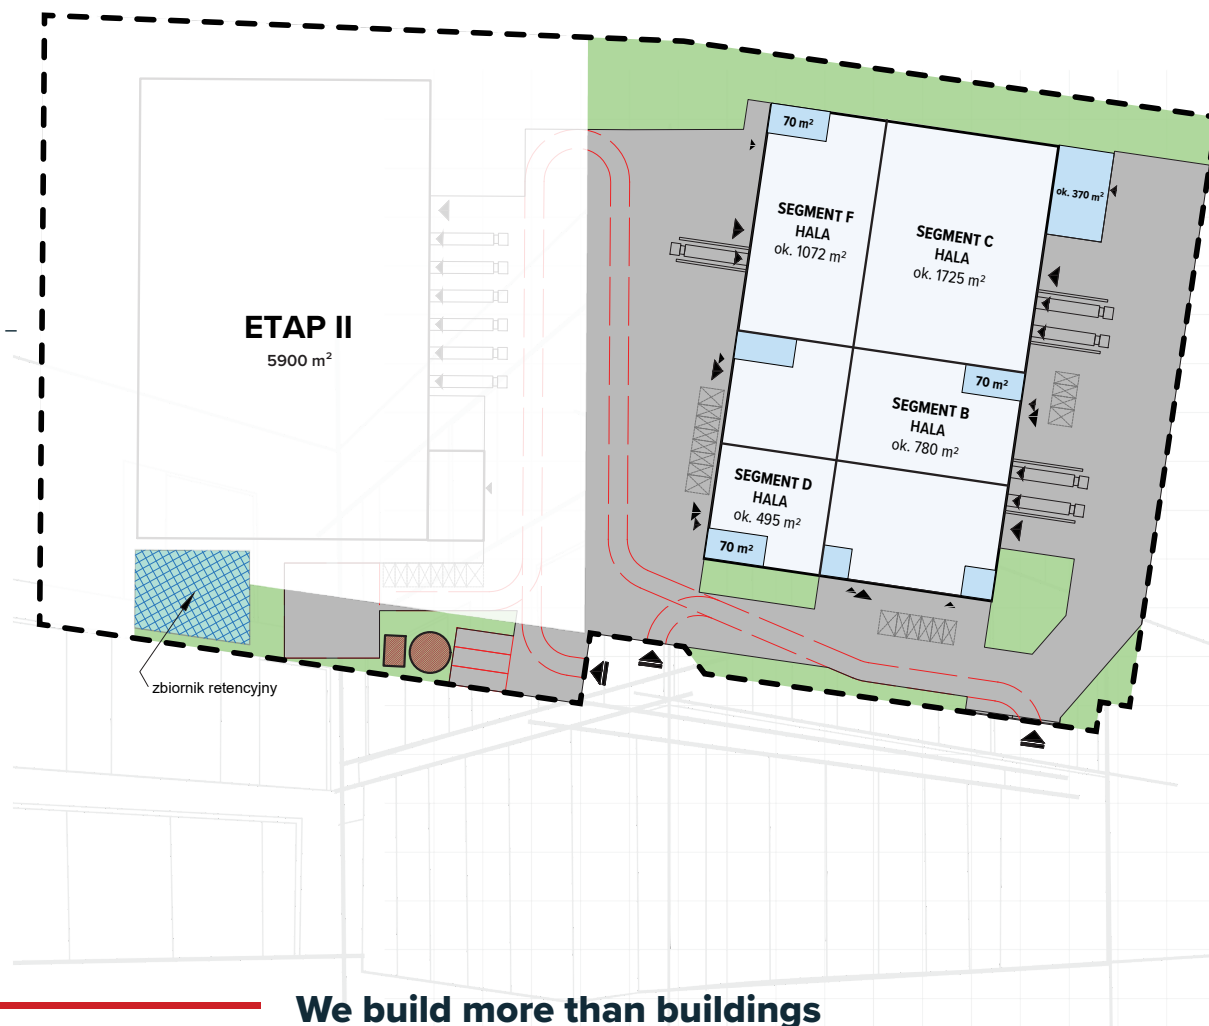 70 m²
SEGMENT F
HALA
ok. 1072 m²
SEGMENT C
HALA
ok. 1725 m²
ok. 370 m²
ETAP II
5900 m²
70 m²
SEGMENT B
HALA
ok. 780 m²
SEGMENT D
HALA
ok. 495 m²
70 m²
zbiornik retencyjny
We build more than buildings